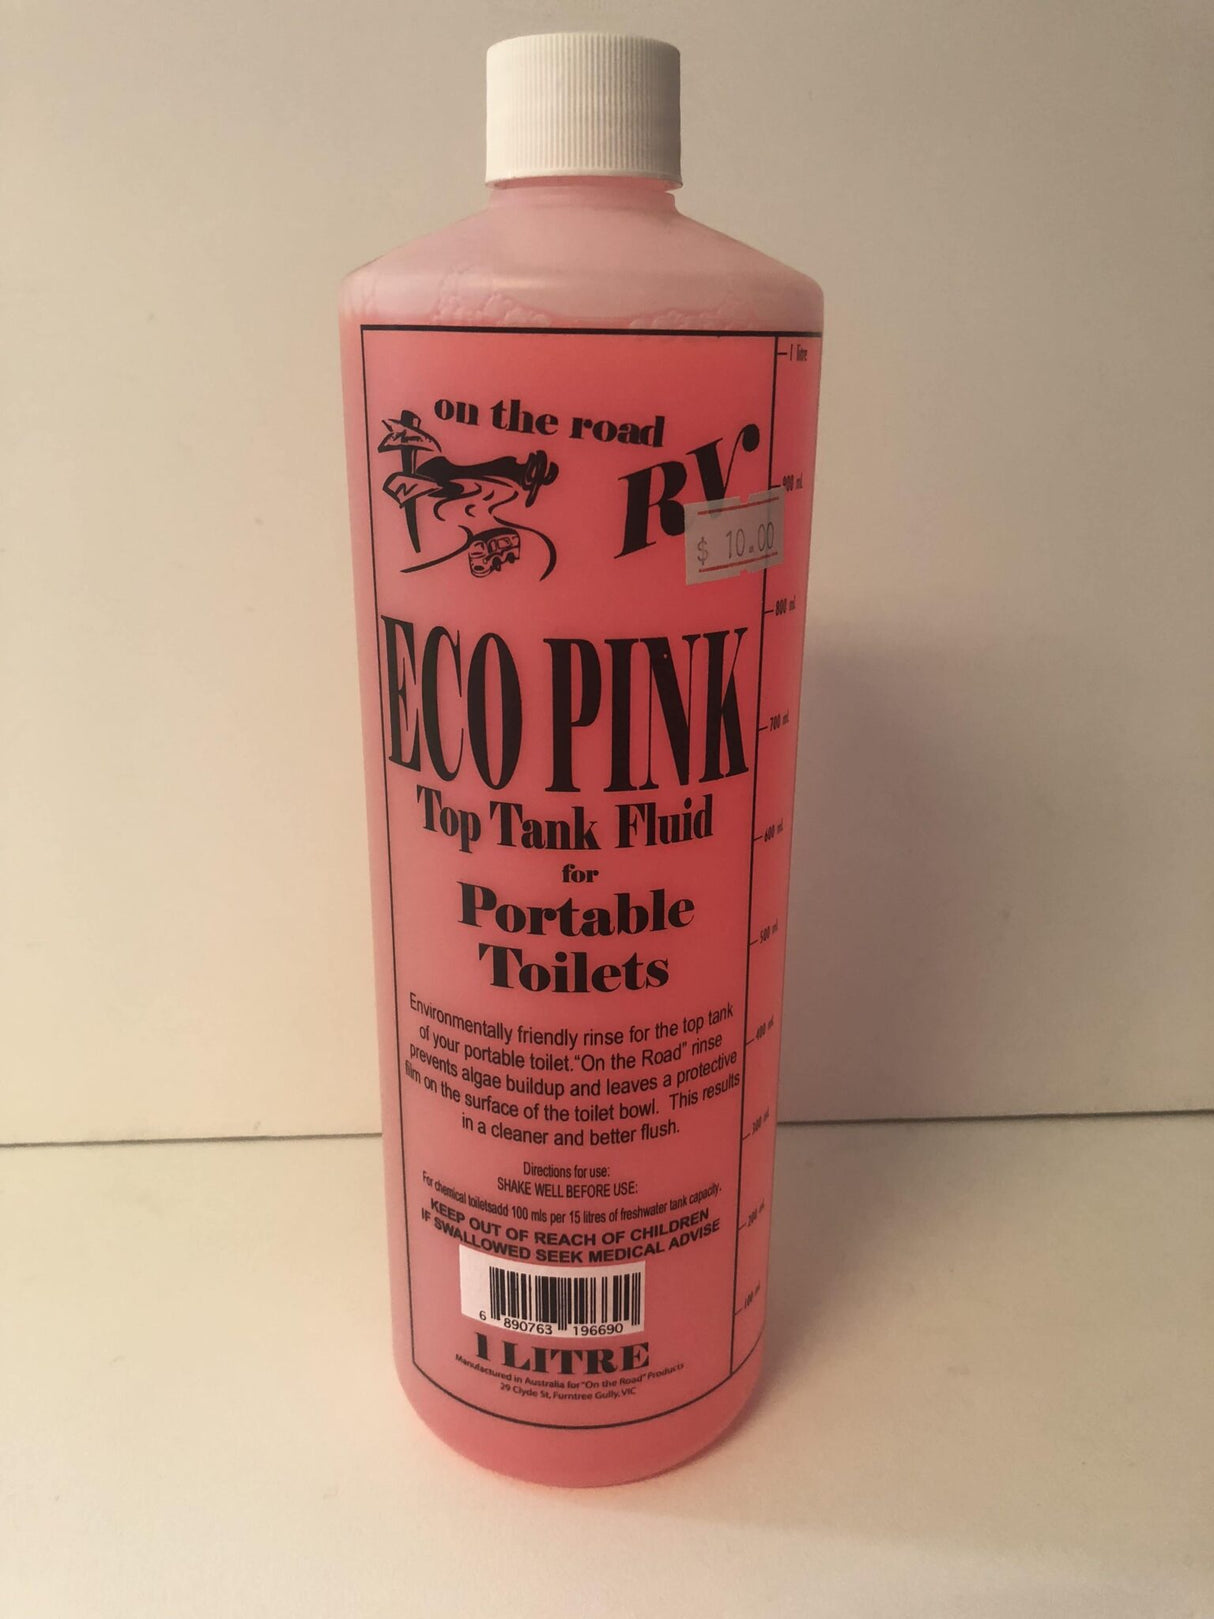 on the road
RV
$ 10.00
ECO PINK
Top Tank Fluid
for
Portable
Toilets
Environmentally friendly rinse for the top tank
of your portable toilet."On the Road" rinse
prevents algae buildup and leaves a protective
film on the surface of the toilet bowl. This results
in a cleaner and better flush.
Directions for use:
SHAKE WELL BEFORE USE:
For chemical toiletsadd 100 mls per 15 litres of freshwater tank capacity.
KEEP OUT OF REACH OF CHILDREN
IF SWALLOWED SEEK MEDICAL ADVISE
6 890763 196690
1 LITRE
Manufactured in Australia for "On the Road" Products
29 Clyde St, Furntree Gully, VIC
1 litre
900 ml
800 ml
700 ml
600 ml
500 ml
400 ml
300 ml
200 ml
100 ml